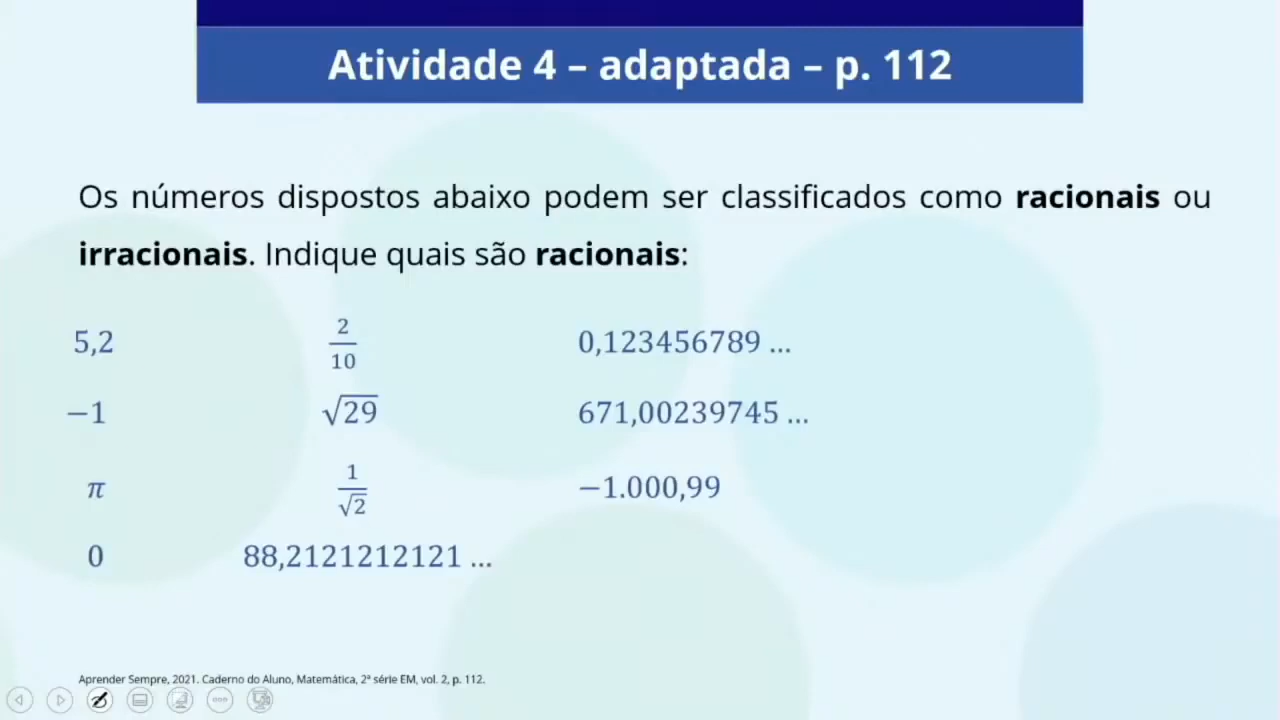 Atividade 4 – adaptada – p. 112
Os números dispostos abaixo podem ser classificados como racionais ou
irracionais. Indique quais são racionais:
5,2 2/10 0,123456789 ...
−1 √29 671,00239745 ...
π 1/√2 −1.000,99
0 88,2121212121 ...
Aprender Sempre, 2021. Caderno do Aluno, Matemática, 2ª série EM, vol. 2, p. 112.